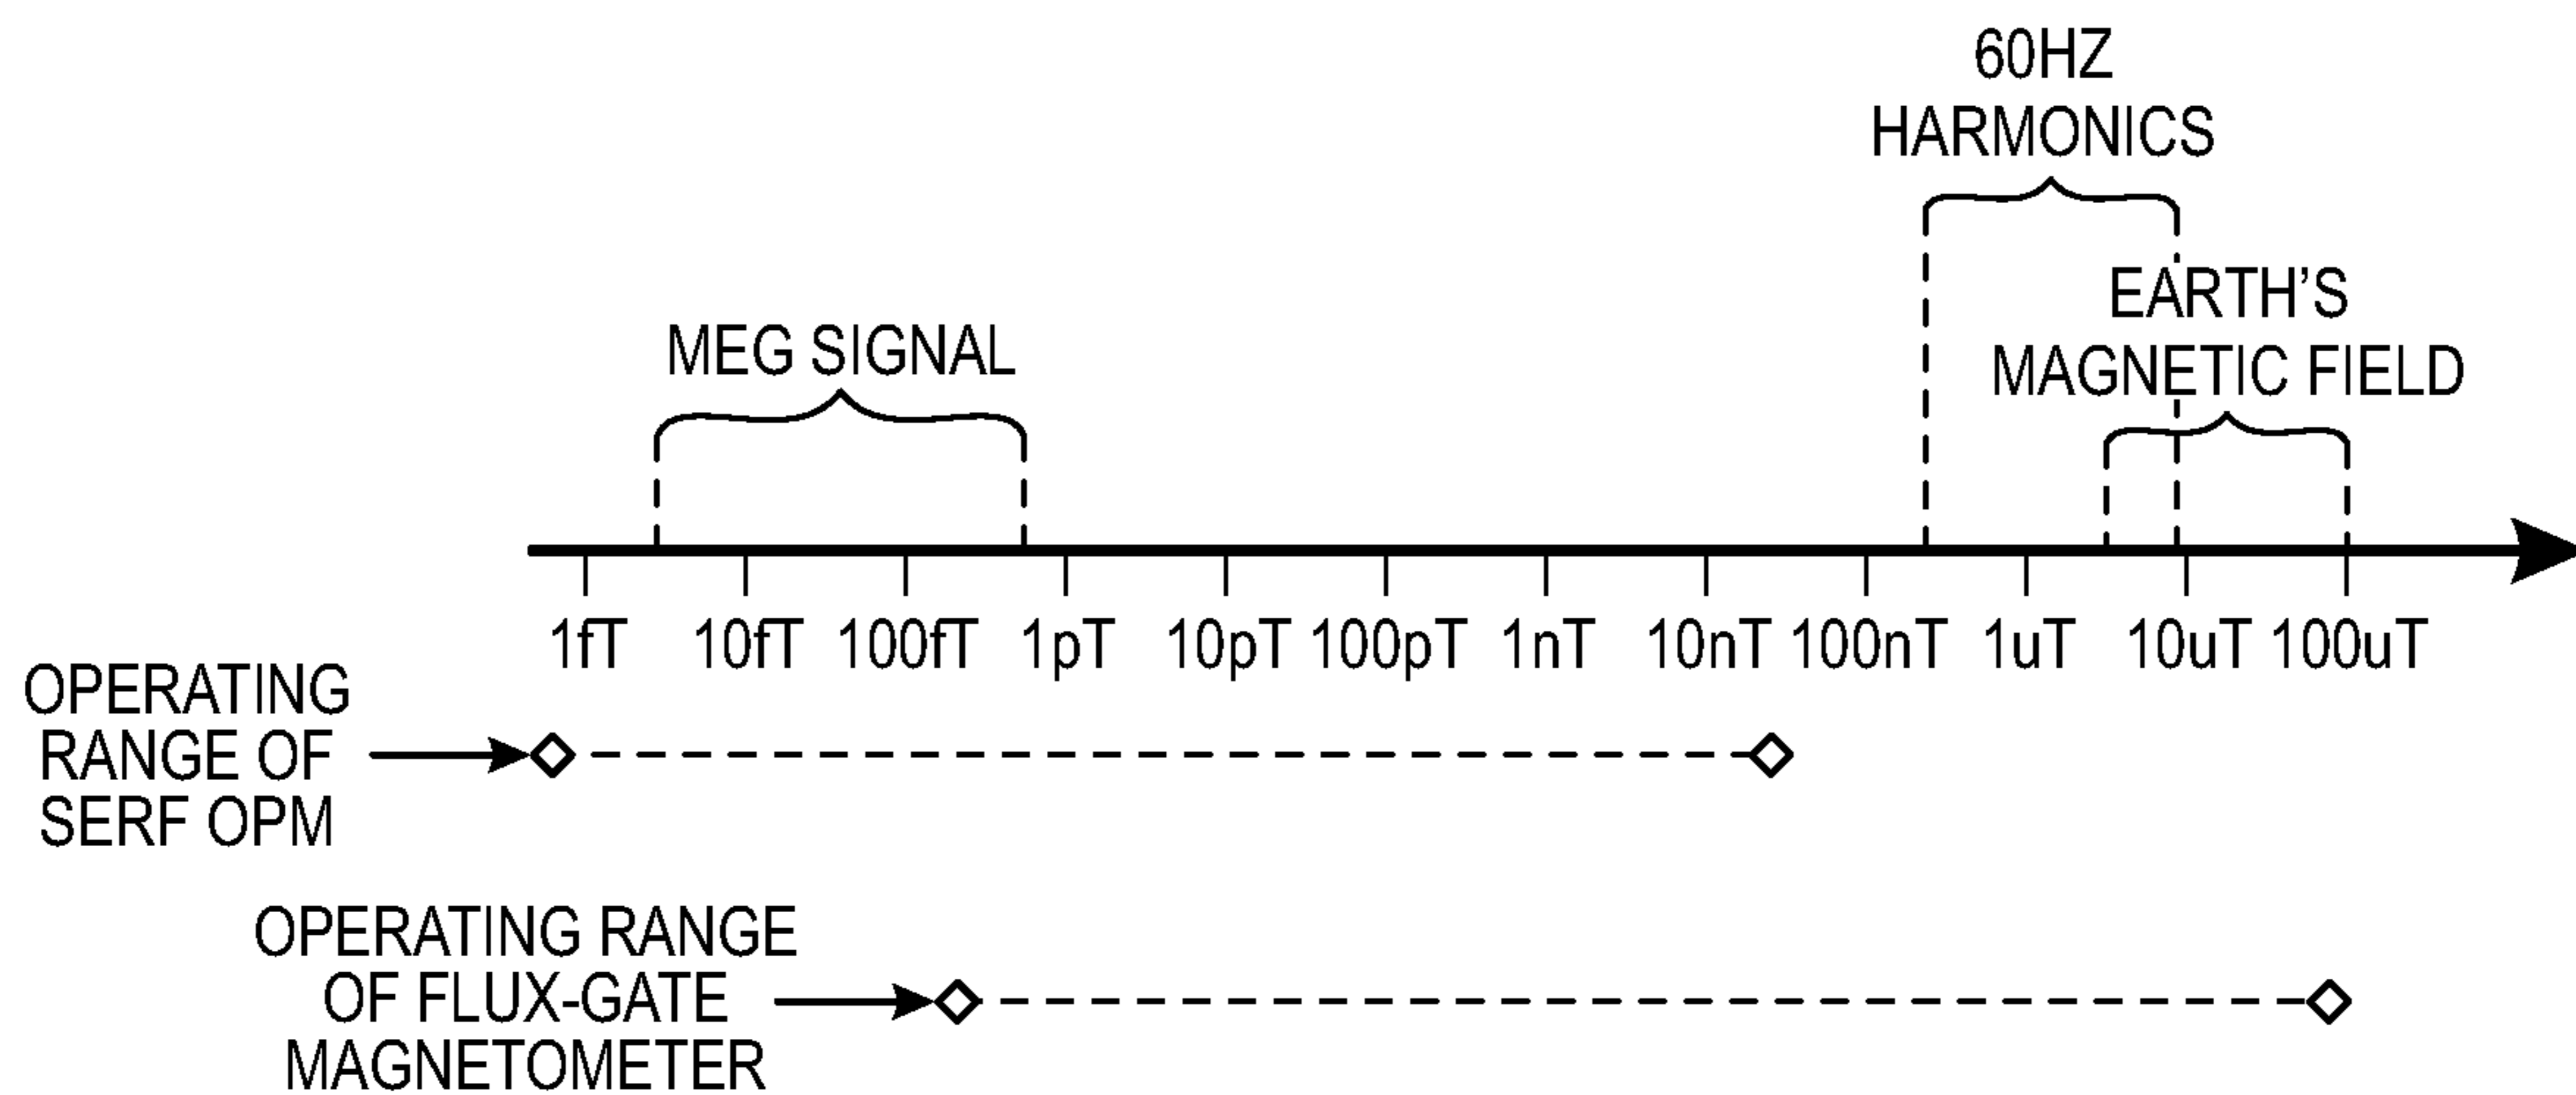 60HZ
HARMONICS
EARTH'S
MAGNETIC FIELD
MEG SIGNAL
1fT 10fT 100fT 1pT 10pT 100pT 1nT 10nT 100nT 1uT 10uT 100uT
OPERATING
RANGE OF
SERF OPM
OPERATING RANGE
OF FLUX-GATE
MAGNETOMETER